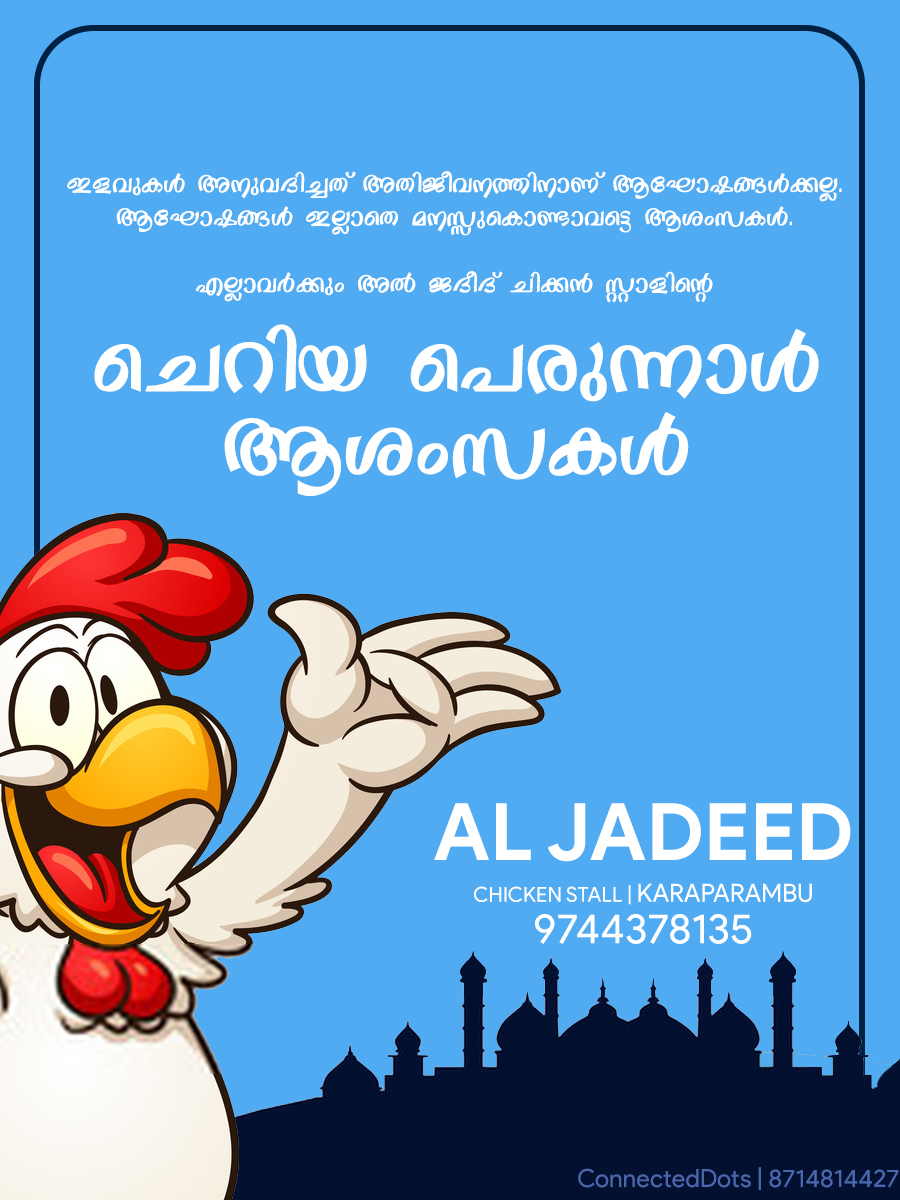 ഇളവുകൾ അനുവദിച്ചത് അതിജീവനത്തിനാണ് ആഘോഷങ്ങൾക്കല്ല.
ആഘോഷങ്ങൾ ഇല്ലാതെ മനസ്സുകൊണ്ടാവട്ടെ ആശംസകൾ.
എല്ലാവർക്കും അൽ ജദീദ് ചിക്കൻ സ്റ്റാളിന്റെ
ചെറിയ പെരുന്നാൾ
ആശംസകൾ
AL JADEED
CHICKEN STALL | KARAPARAMBU
9744378135
ConnectedDots | 8714814427